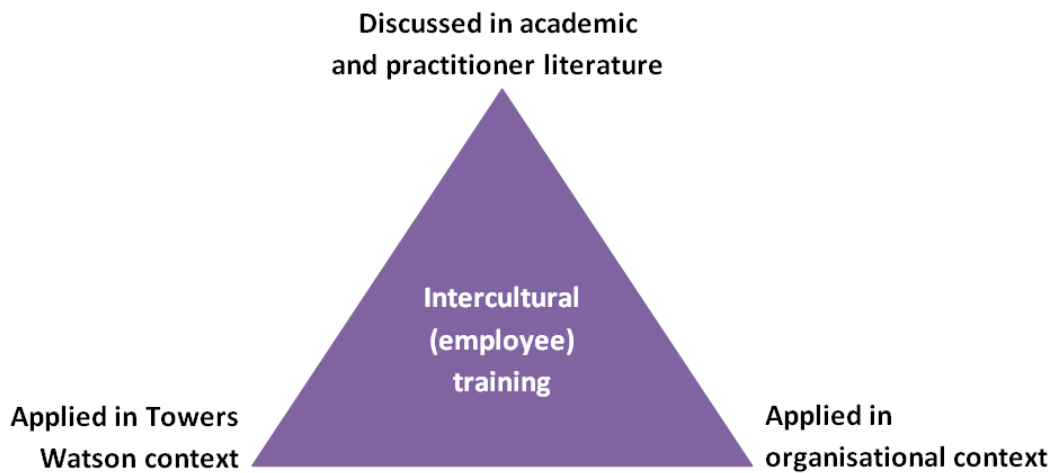 Discussed in academic
and practitioner literature
Intercultural
(employee)
training
Applied in Towers
Watson context
Applied in
organisational context